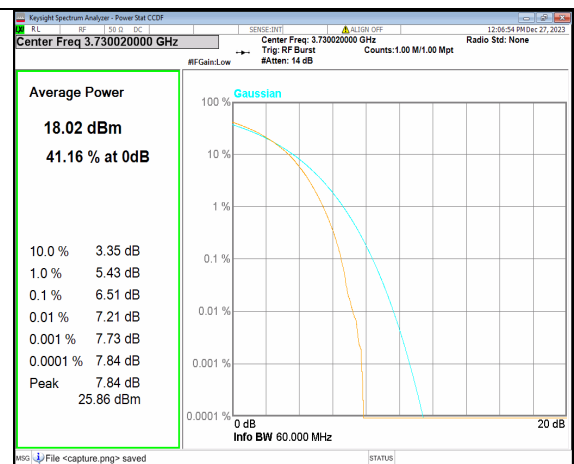 Keysight Spectrum Analyzer - Power Stat CCDF
LXI RL RF 50 Ω DC SENSE:INT ALIGN OFF 12:06:54 PM Dec 27, 2023
Center Freq 3.730020000 GHz
Center Freq: 3.730020000 GHz Radio Std: None
Trig: RF Burst Counts:1.00 M/1.00 Mpt
#IFGain:Low #Atten: 14 dB
Average Power
18.02 dBm
41.16 % at 0dB
10.0 % 3.35 dB
1.0 % 5.43 dB
0.1 % 6.51 dB
0.01 % 7.21 dB
0.001 % 7.73 dB
0.0001 % 7.84 dB
Peak 7.84 dB
25.86 dBm
Gaussian
100 %
10 %
1 %
0.1 %
0.01 %
0.001 %
0.0001 %
0 dB 20 dB
Info BW 60.000 MHz
MSG File <capture.png> saved STATUS